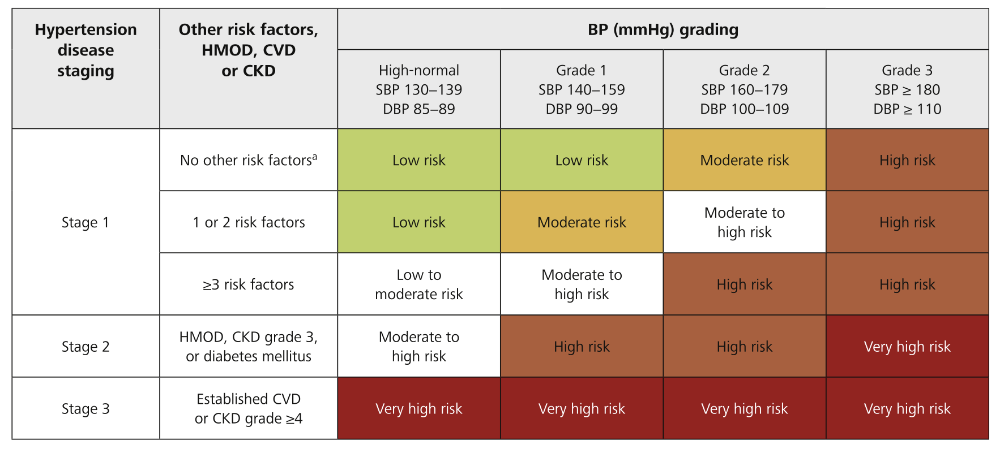 Hypertension
disease
staging
Other risk factors,
HMOD, CVD
or CKD
BP (mmHg) grading
High-normal
SBP 130–139
DBP 85–89
Grade 1
SBP 140–159
DBP 90–99
Grade 2
SBP 160–179
DBP 100–109
Grade 3
SBP ≥ 180
DBP ≥ 110
Stage 1
No other risk factorsᵃ
Low risk
Low risk
Moderate risk
High risk
1 or 2 risk factors
Low risk
Moderate risk
Moderate to
high risk
High risk
≥3 risk factors
Low to
moderate risk
Moderate to
high risk
High risk
High risk
Stage 2
HMOD, CKD grade 3,
or diabetes mellitus
Moderate to
high risk
High risk
High risk
Very high risk
Stage 3
Established CVD
or CKD grade ≥4
Very high risk
Very high risk
Very high risk
Very high risk